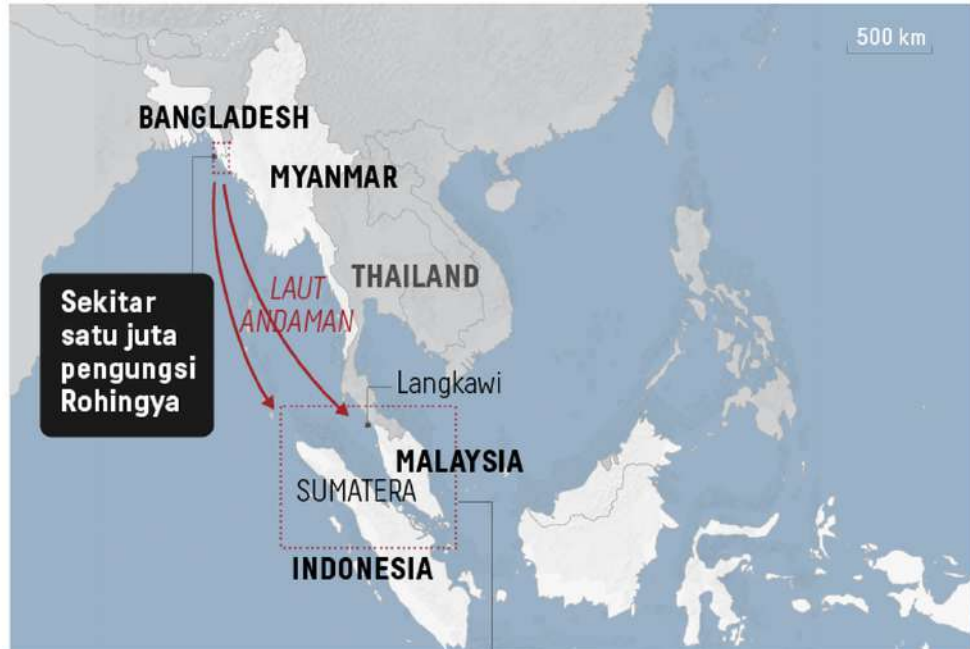 500 km
BANGLADESH
MYANMAR
THAILAND
LAUT
ANDAMAN
Sekitar
satu juta
pengungsi
Rohingya
Langkawi
MALAYSIA
SUMATERA
INDONESIA